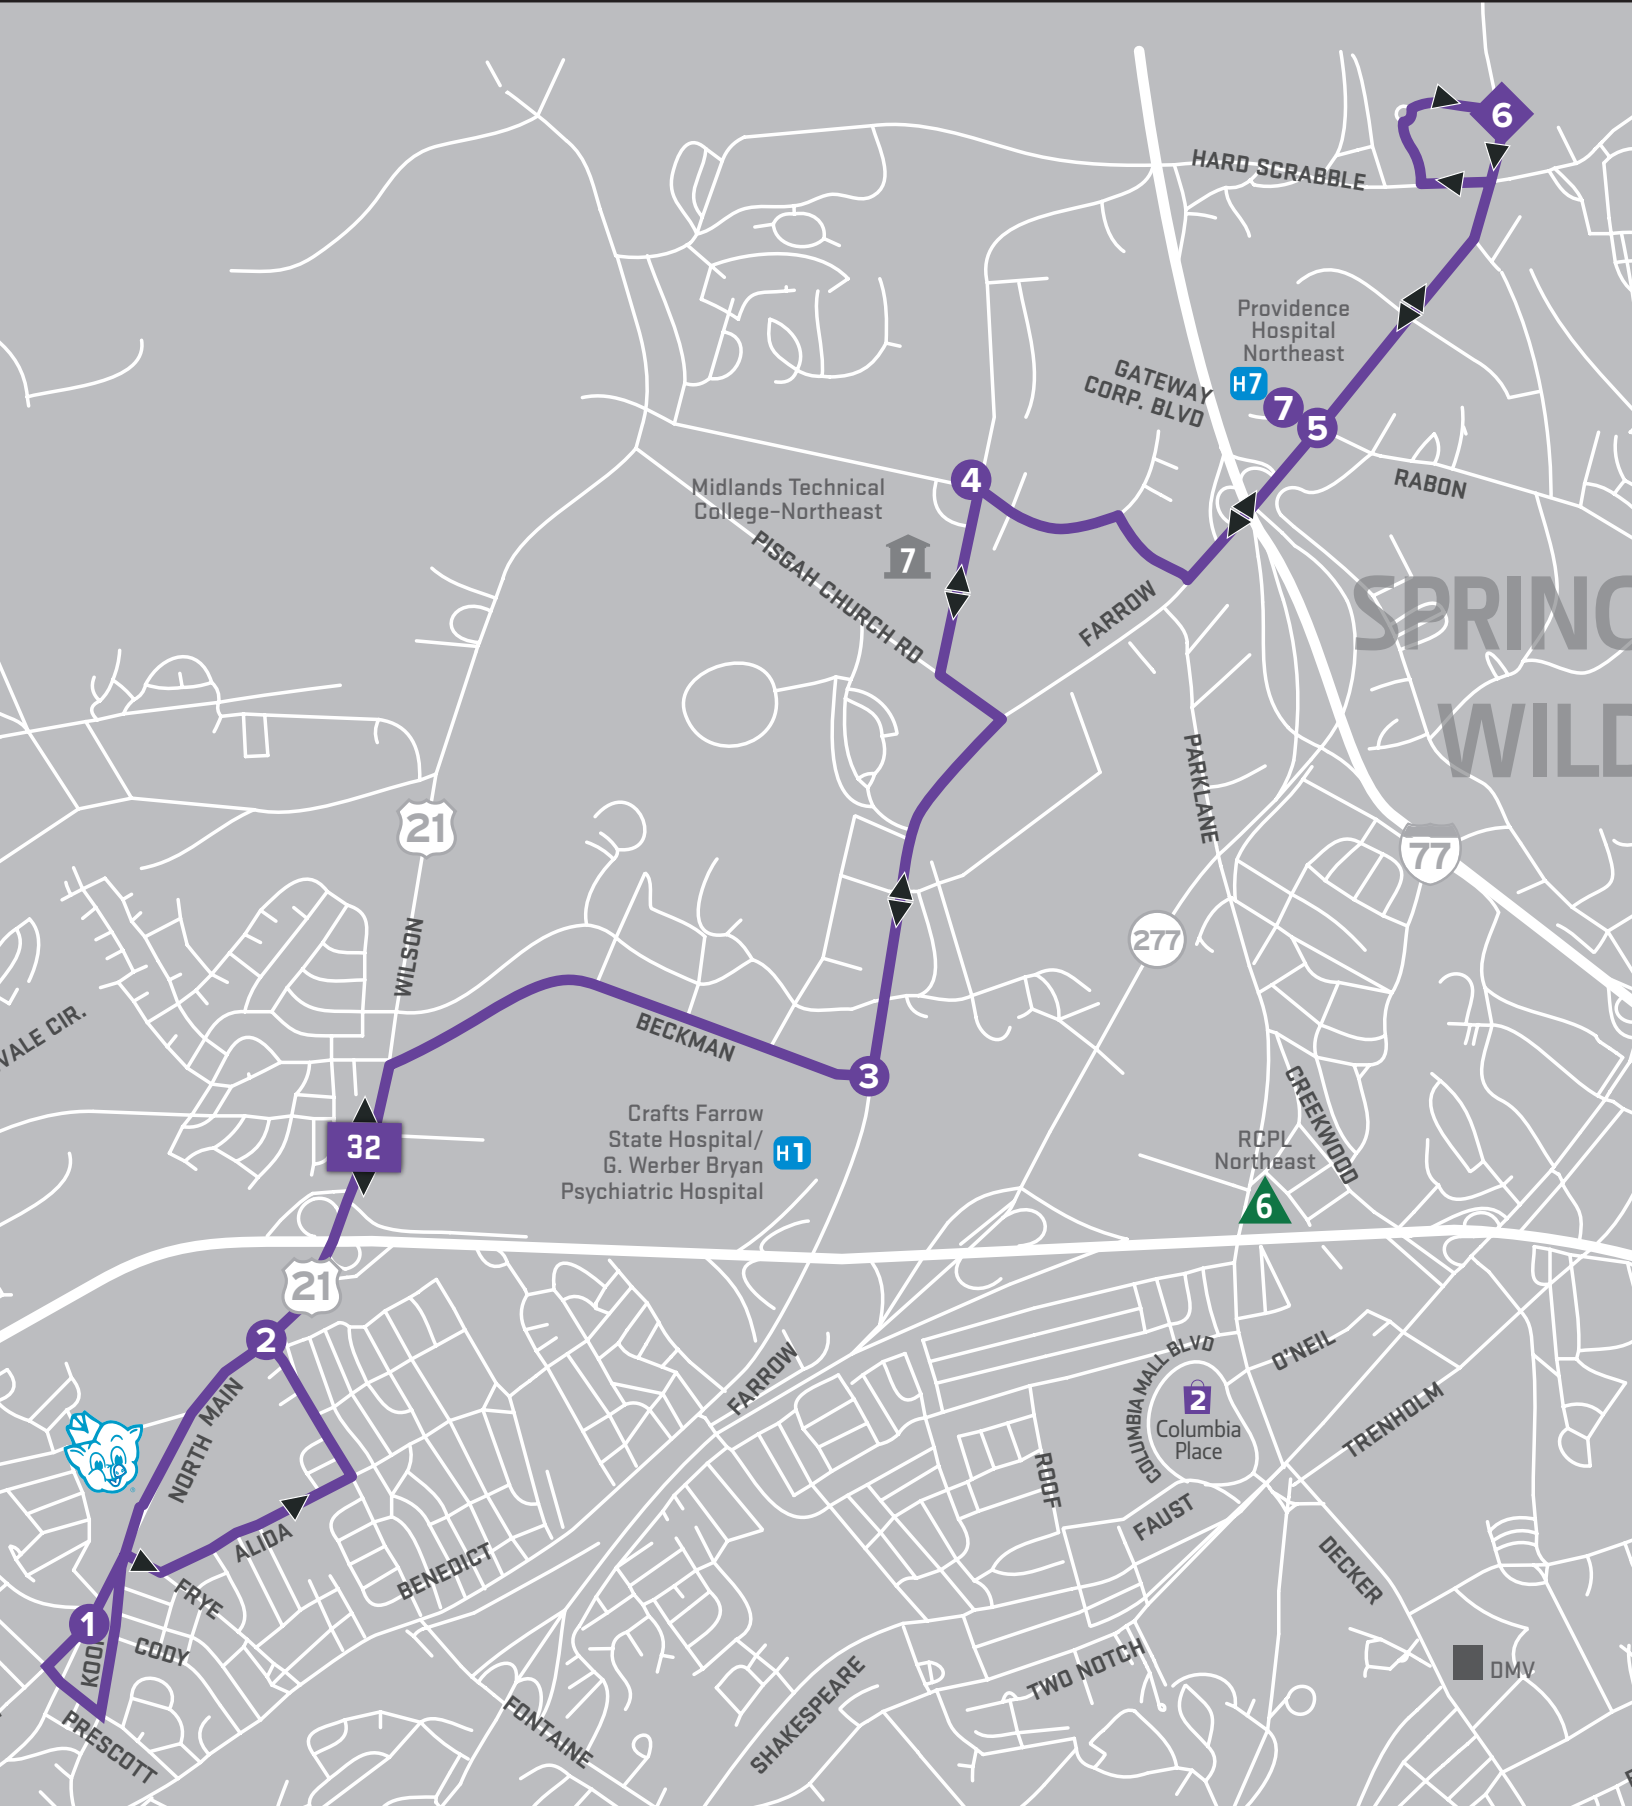 6
HARD SCRABBLE
Providence
Hospital
Northeast
H7
7
5
GATEWAY
CORP. BLVD
RABON
4
Midlands Technical
College-Northeast
7
PISGAH CHURCH RD
FARROW
SPRING
WILD
PARKLANE
21
77
277
WILSON
VALE CIR.
BECKMAN
3
CREEKWOOD
32
Crafts Farrow
State Hospital/
G. Werber Bryan
Psychiatric Hospital
H1
RCPL
Northeast
6
21
2
NORTH MAIN
FARROW
COLUMBIA MALL BLVD
O'NEIL
2
Columbia
Place
TRENHOLM
ROOF
FAUST
ALIDA
BENEDICT
FRYE
DECKER
1
CODY
TWO NOTCH
DMV
PRESCOTT
FONTAINE
SHAKESPEARE